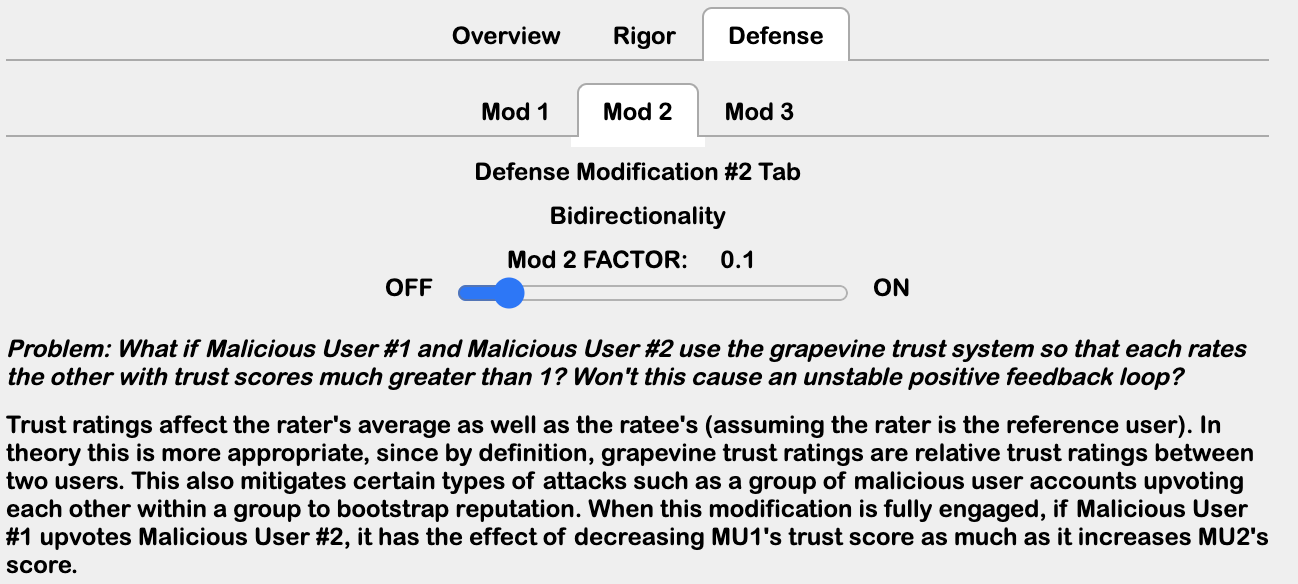 Overview Rigor Defense
Mod 1 Mod 2 Mod 3
Defense Modification #2 Tab
Bidirectionality
Mod 2 FACTOR: 0.1
OFF ON
Problem: What if Malicious User #1 and Malicious User #2 use the grapevine trust system so that each rates
the other with trust scores much greater than 1? Won't this cause an unstable positive feedback loop?
Trust ratings affect the rater's average as well as the ratee's (assuming the rater is the reference user). In
theory this is more appropriate, since by definition, grapevine trust ratings are relative trust ratings between
two users. This also mitigates certain types of attacks such as a group of malicious user accounts upvoting
each other within a group to bootstrap reputation. When this modification is fully engaged, if Malicious User
#1 upvotes Malicious User #2, it has the effect of decreasing MU1's trust score as much as it increases MU2's
score.